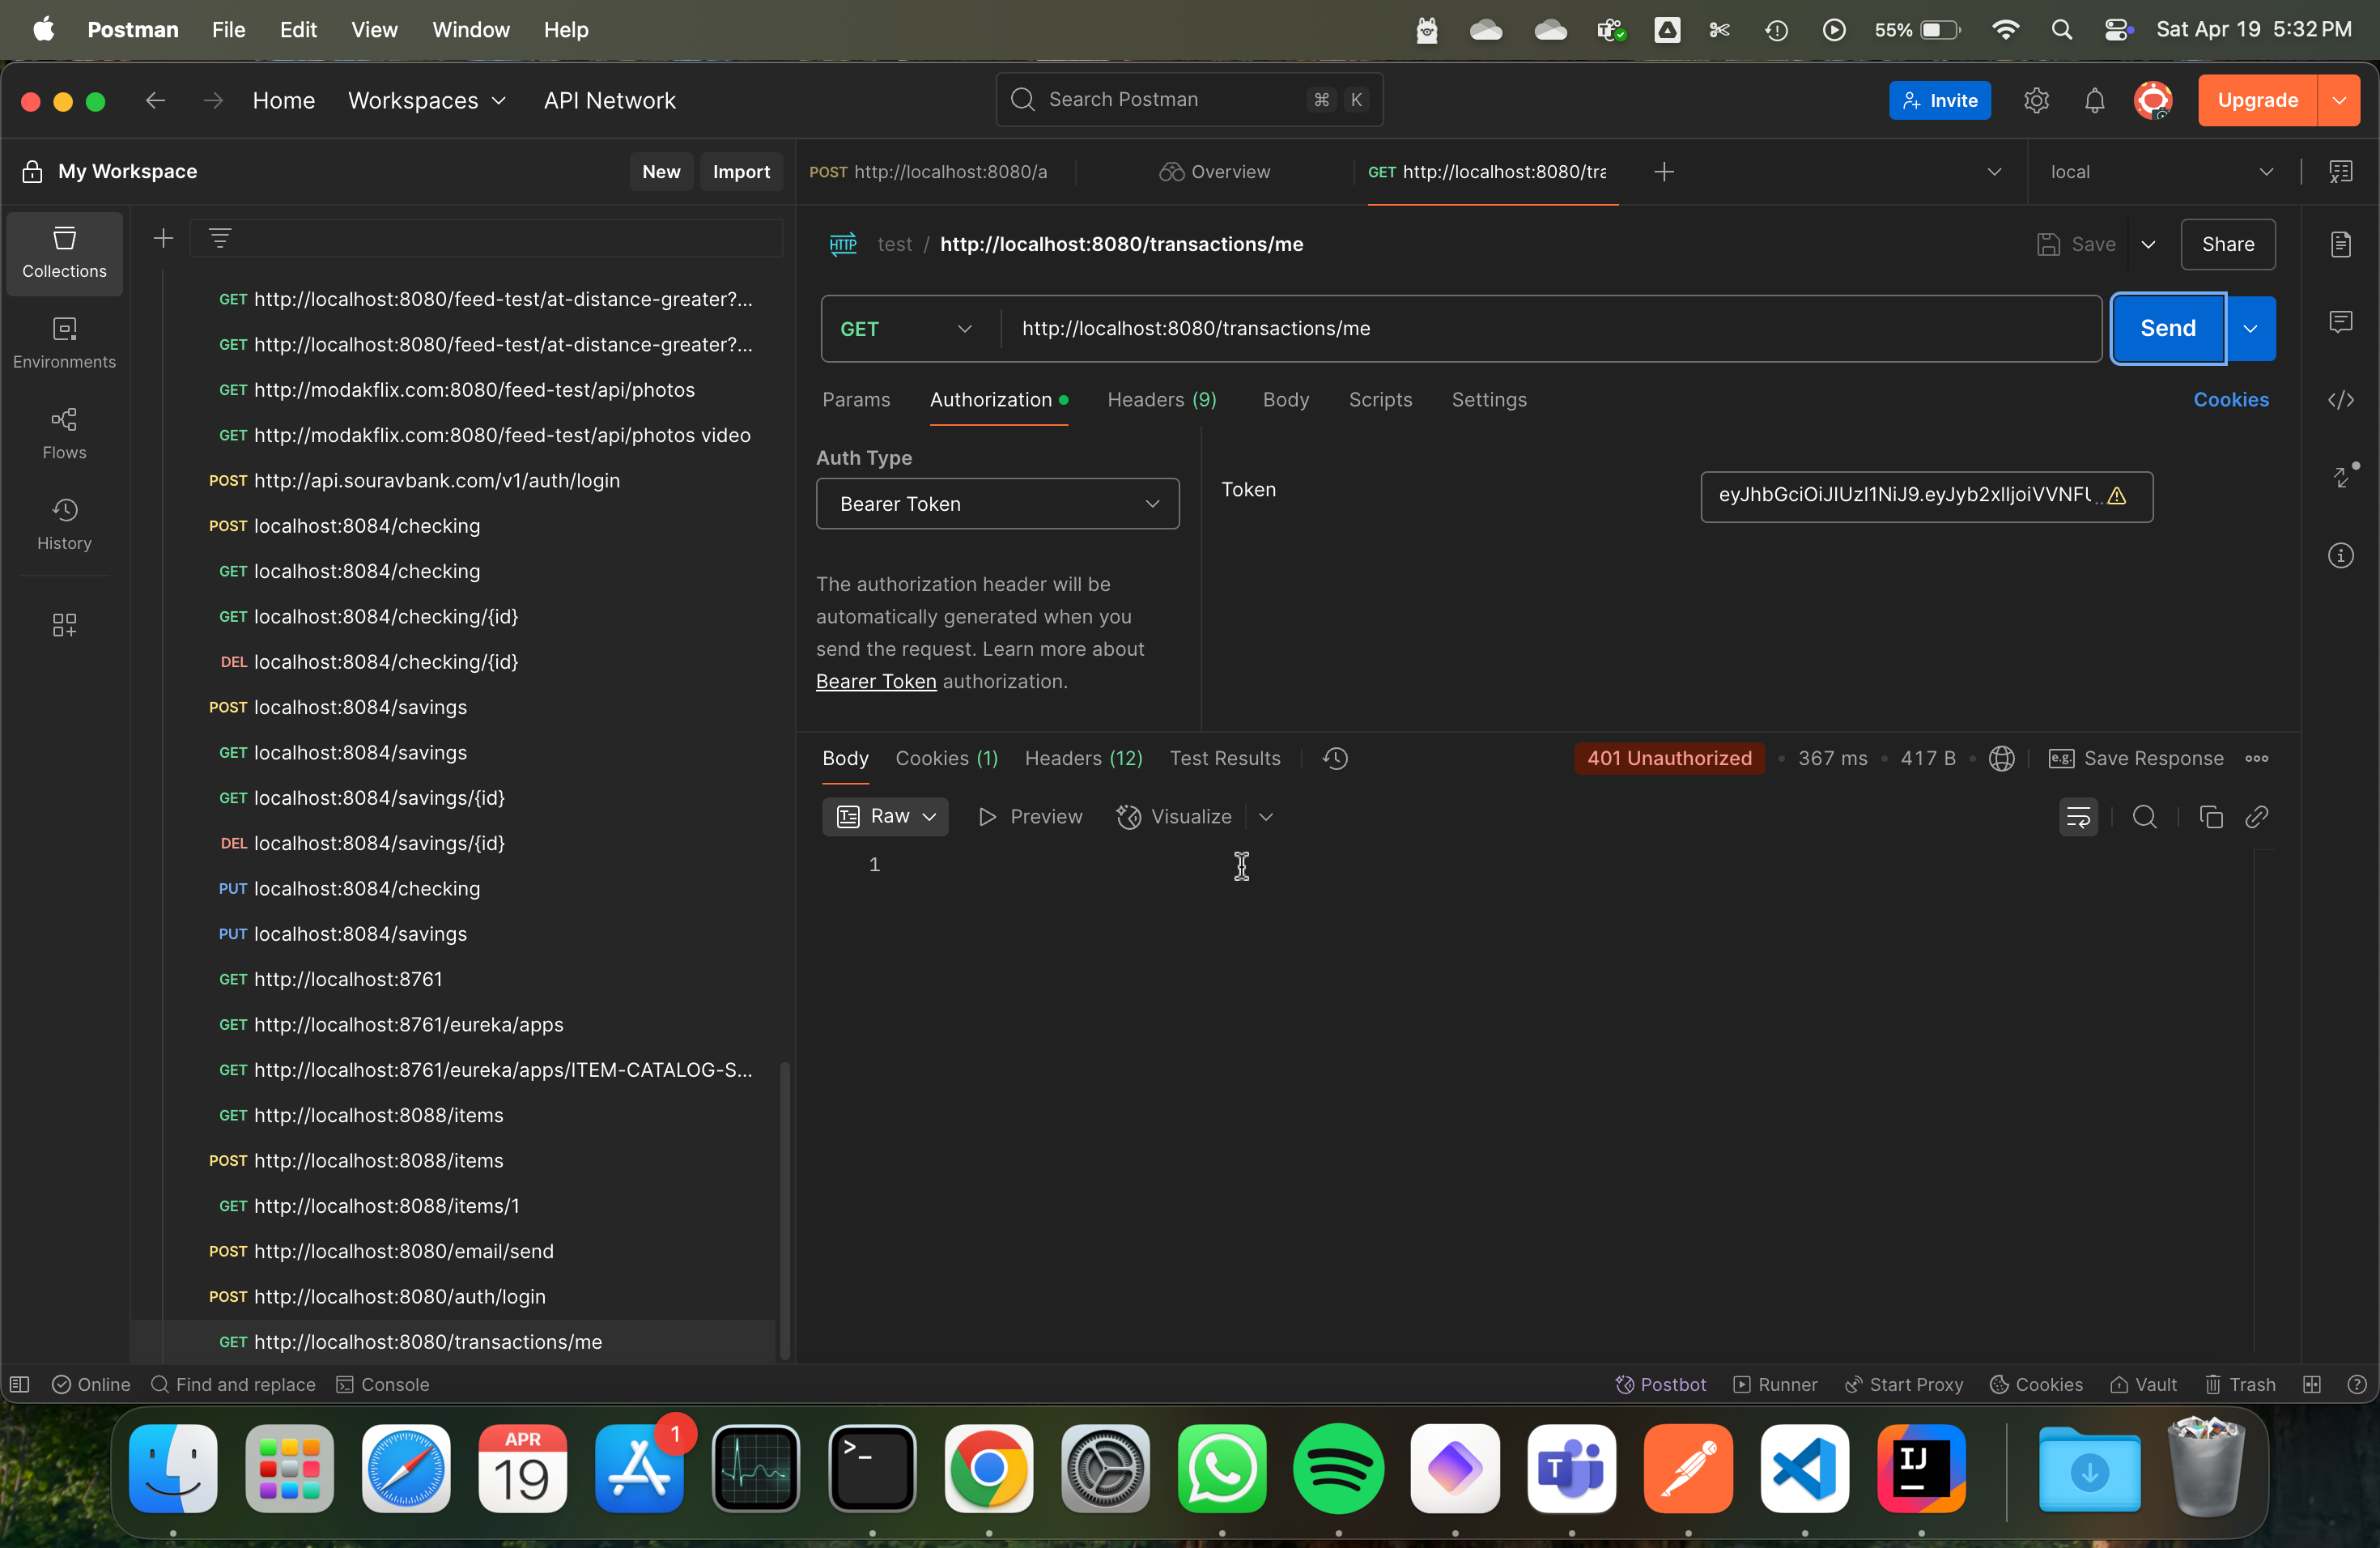 Postman File Edit View Window Help 55% Sat Apr 19 5:32 PM
Home Workspaces API Network Search Postman ⌘ K Invite Upgrade
My Workspace New Import
POST http://localhost:8080/a Overview GET http://localhost:8080/tra local
Collections
Environments
Flows
History
GET http://localhost:8080/feed-test/at-distance-greater?...
GET http://localhost:8080/feed-test/at-distance-greater?...
GET http://modakflix.com:8080/feed-test/api/photos
GET http://modakflix.com:8080/feed-test/api/photos video
POST http://api.souravbank.com/v1/auth/login
POST localhost:8084/checking
GET localhost:8084/checking
GET localhost:8084/checking/{id}
DEL localhost:8084/checking/{id}
POST localhost:8084/savings
GET localhost:8084/savings
GET localhost:8084/savings/{id}
DEL localhost:8084/savings/{id}
PUT localhost:8084/checking
PUT localhost:8084/savings
GET http://localhost:8761
GET http://localhost:8761/eureka/apps
GET http://localhost:8761/eureka/apps/ITEM-CATALOG-S...
GET http://localhost:8088/items
POST http://localhost:8088/items
GET http://localhost:8088/items/1
POST http://localhost:8080/email/send
POST http://localhost:8080/auth/login
GET http://localhost:8080/transactions/me
HTTP test / http://localhost:8080/transactions/me Save Share
GET http://localhost:8080/transactions/me Send
Params Authorization Headers (9) Body Scripts Settings Cookies
Auth Type
Bearer Token
The authorization header will be
automatically generated when you
send the request. Learn more about
Bearer Token authorization.
Token
Body Cookies (1) Headers (12) Test Results 401 Unauthorized • 367 ms • 417 B • e.g. Save Response
Raw Preview Visualize
1
Online Find and replace Console Postbot Runner Start Proxy Cookies Vault Trash
APR
19
1
>_
T
IJ